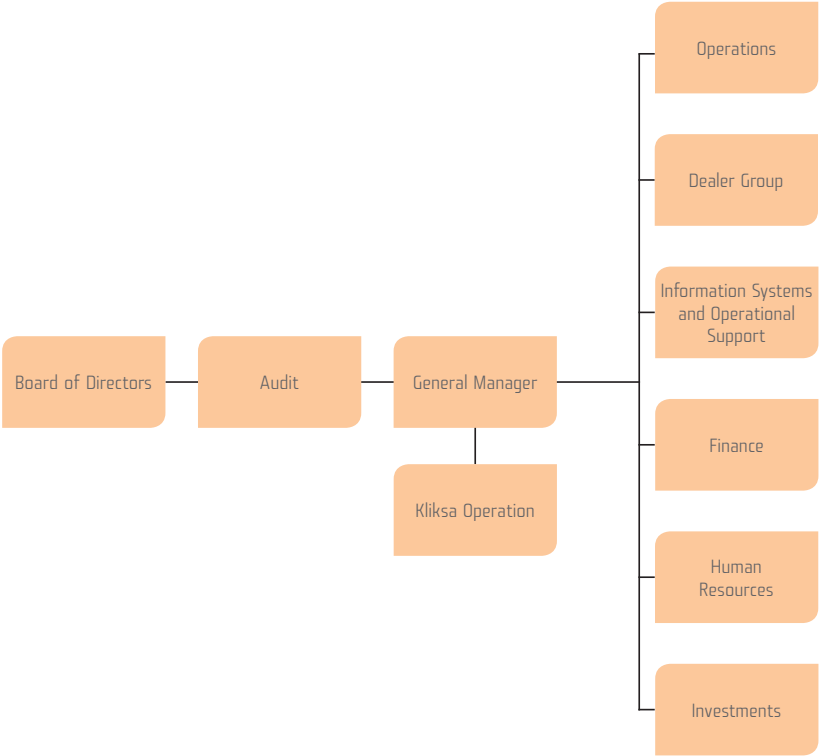 Operations
Dealer Group
Information Systems
and Operational
Support
Board of Directors
Audit
General Manager
Finance
Kliksa Operation
Human
Resources
Investments